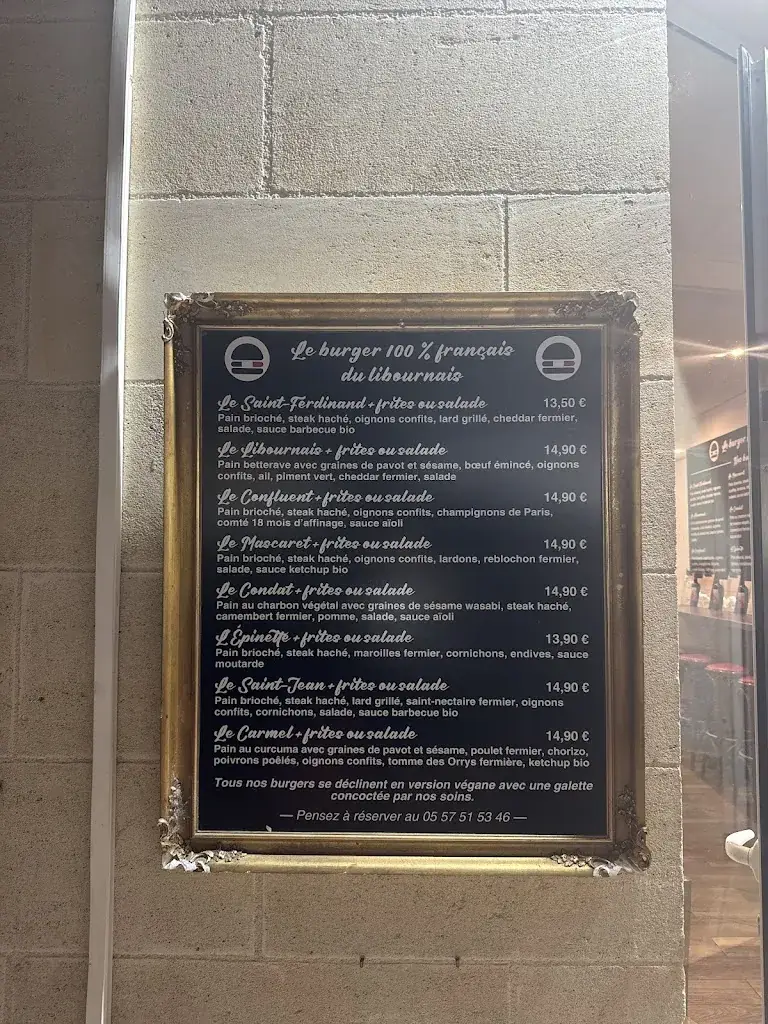 Le burger 100 % français
du libournais
Le Saint-Ferdinand + frites ou salade 13,50 €
Pain brioché, steak haché, oignons confits, lard grillé, cheddar fermier,
salade, sauce barbecue bio
Le Libournais + frites ou salade 14,90 €
Pain betterave avec graines de pavot et sésame, bœuf émincé, oignons
confits, ail, piment vert, cheddar fermier, salade
Le Confluent + frites ou salade 14,90 €
Pain brioché, steak haché, oignons confits, champignons de Paris,
comté 18 mois d'affinage, sauce aïoli
Le Mascaret + frites ou salade 14,90 €
Pain brioché, steak haché, oignons confits, lardons, reblochon fermier,
salade, sauce ketchup bio
Le Condat + frites ou salade 14,90 €
Pain au charbon végétal avec graines de sésame wasabi, steak haché,
camembert fermier, pomme, salade, sauce aïoli
L'Épinette + frites ou salade 13,90 €
Pain brioché, steak haché, maroilles fermier, cornichons, endives, sauce
moutarde
Le Saint-Jean + frites ou salade 14,90 €
Pain brioché, steak haché, lard grillé, saint-nectaire fermier, oignons
confits, cornichons, salade, sauce barbecue bio
Le Carmel + frites ou salade 14,90 €
Pain au curcuma avec graines de pavot et sésame, poulet fermier, chorizo,
poivrons poêlés, oignons confits, tomme des Orrys fermière, ketchup bio
Tous nos burgers se déclinent en version végane avec une galette
concoctée par nos soins.
— Pensez à réserver au 05 57 51 53 46 —